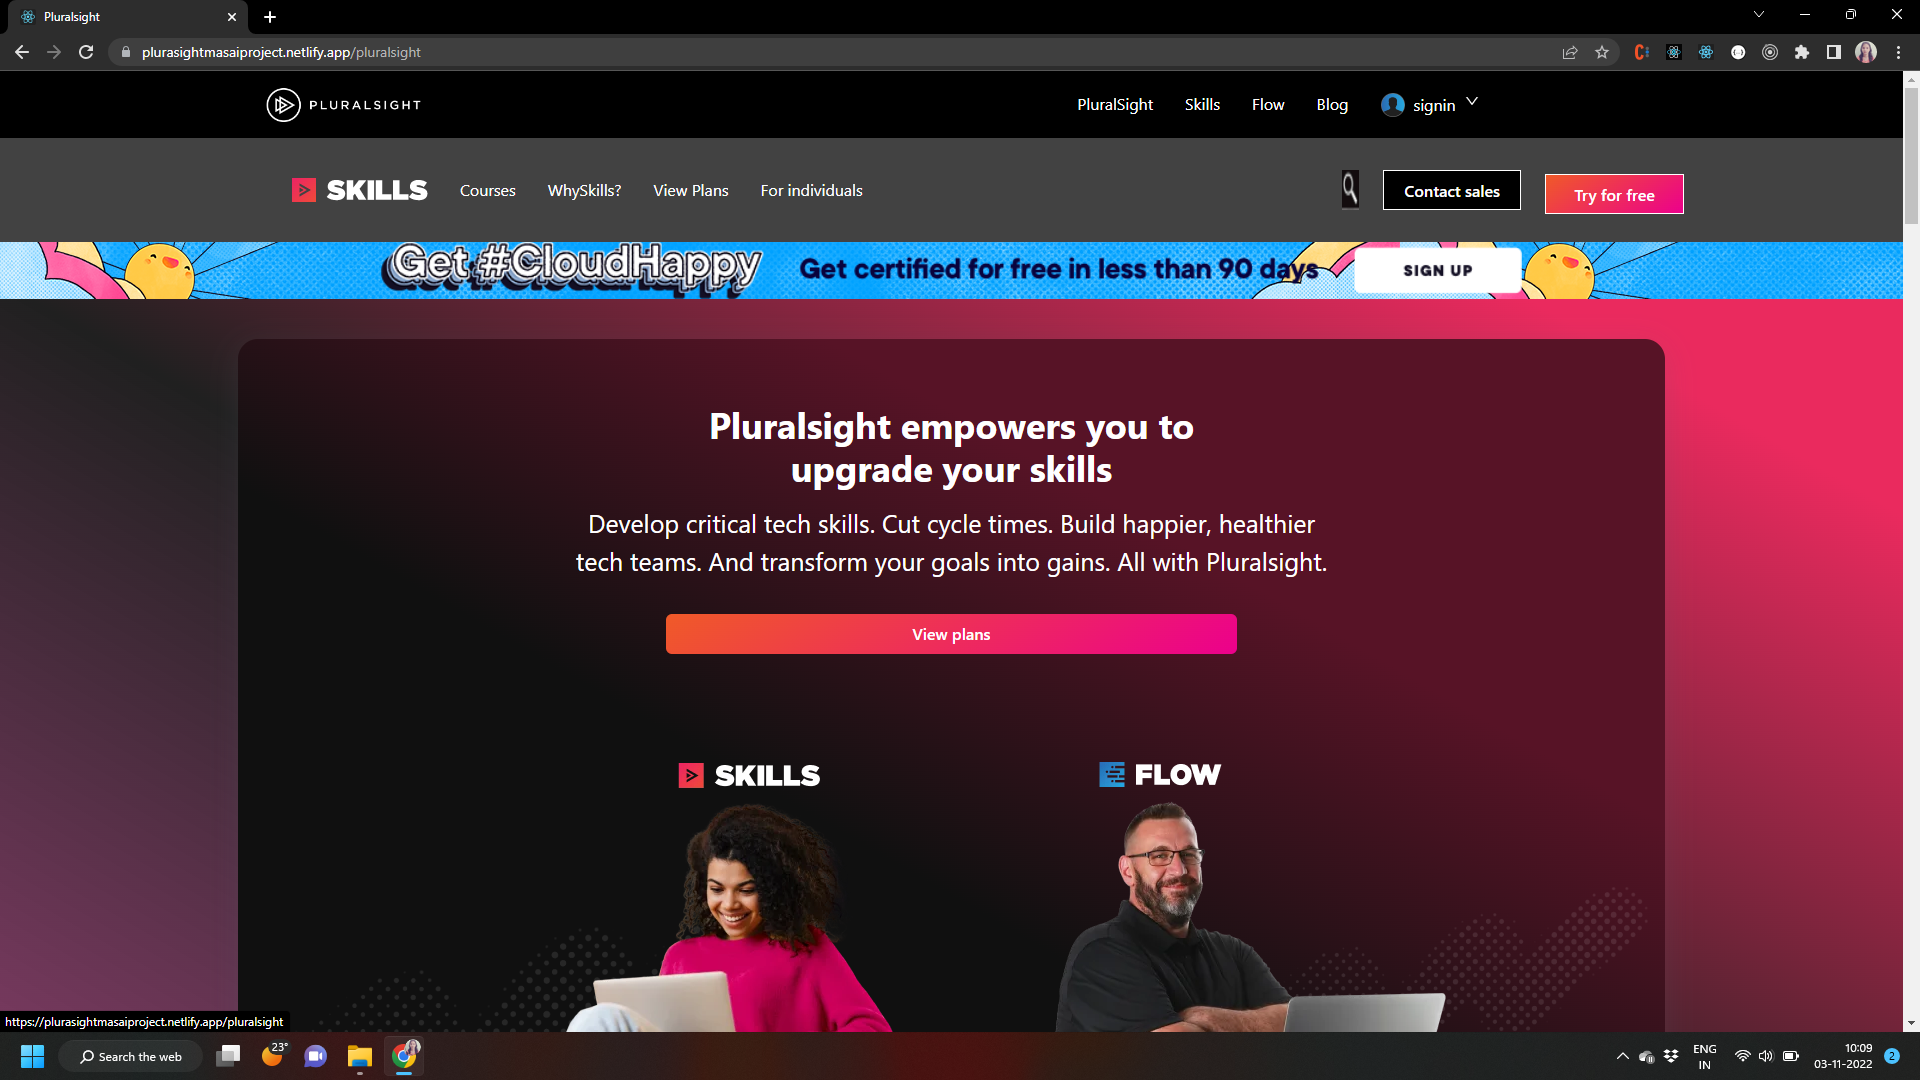 Pluralsight
plurasightmasaiproject.netlify.app/pluralsight
PLURALSIGHT
PluralSight
Skills
Flow
Blog
signin
SKILLS
Courses
WhySkills?
View Plans
For individuals
Contact sales
Try for free
Get #CloudHappy
Get certified for free in less than 90 days
SIGN UP
Pluralsight empowers you to
upgrade your skills
Develop critical tech skills. Cut cycle times. Build happier, healthier
tech teams. And transform your goals into gains. All with Pluralsight.
View plans
SKILLS
FLOW
https://plurasightmasaiproject.netlify.app/pluralsight
Search the web
23°
ENG
IN
10:09
03-11-2022
2